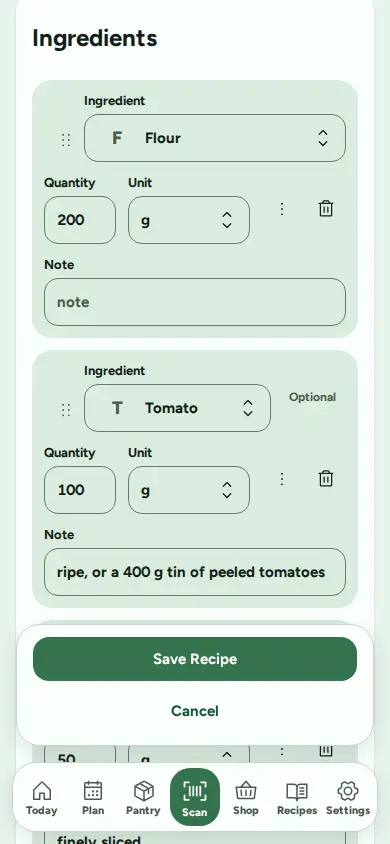 Ingredients
Ingredient
F Flour
Quantity Unit
200 g
Note
note
Ingredient
T Tomato
Optional
Quantity Unit
100 g
Note
ripe, or a 400 g tin of peeled tomatoes
Save Recipe
Cancel
50 g
Today Plan Pantry Scan Shop Recipes Settings
finely sliced